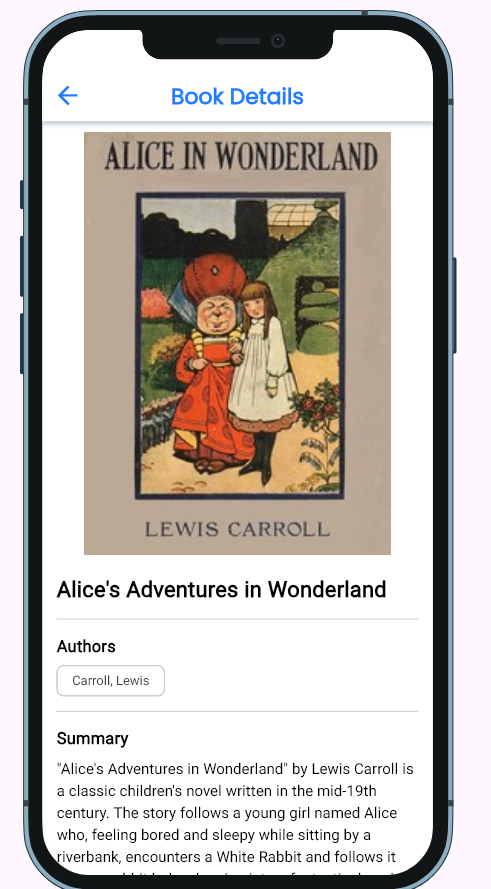 Book Details
ALICE IN WONDERLAND
LEWIS CARROLL
Alice's Adventures in Wonderland
Authors
Carroll, Lewis
Summary
"Alice's Adventures in Wonderland" by Lewis Carroll is
a classic children's novel written in the mid-19th
century. The story follows a young girl named Alice
who, feeling bored and sleepy while sitting by a
riverbank, encounters a White Rabbit and follows it